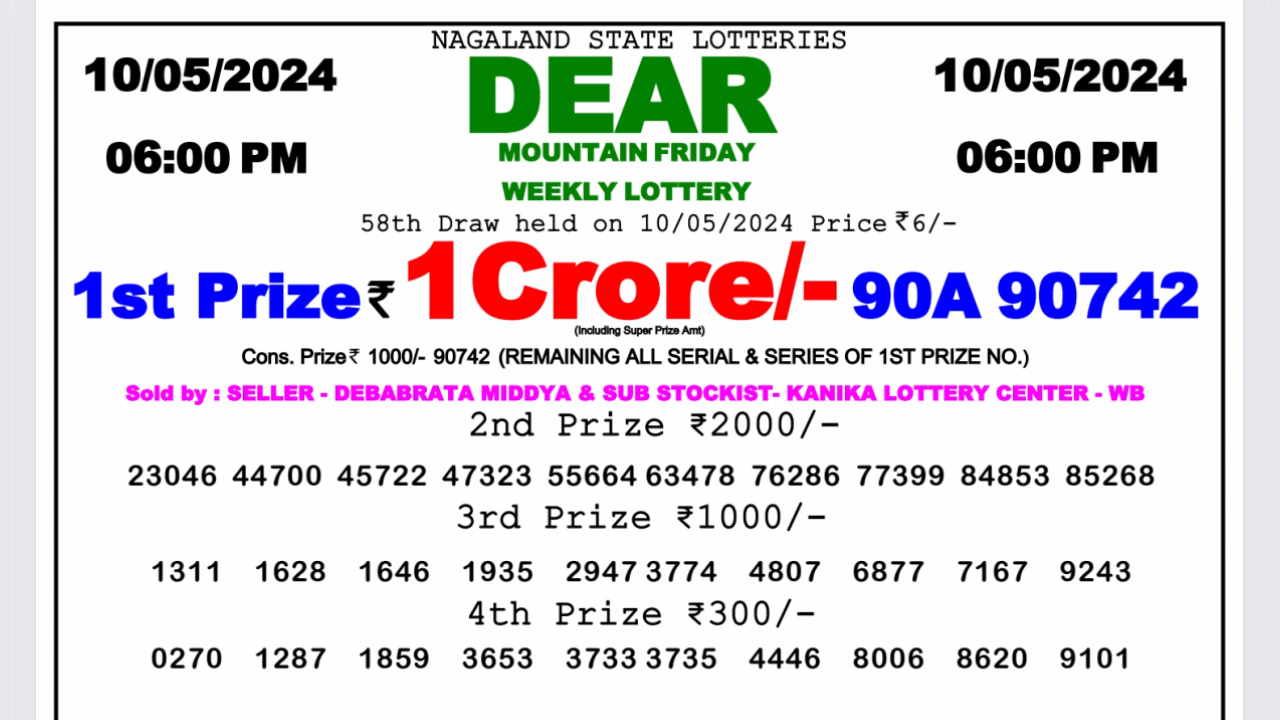 NAGALAND STATE LOTTERIES
10/05/2024 DEAR 10/05/2024
06:00 PM MOUNTAIN FRIDAY 06:00 PM
WEEKLY LOTTERY
58th Draw held on 10/05/2024 Price ₹6/-
1st Prize ₹ 1Crore/- 90A 90742
(Including Super Prize Amt)
Cons. Prize ₹ 1000/- 90742 (REMAINING ALL SERIAL & SERIES OF 1ST PRIZE NO.)
Sold by : SELLER - DEBABRATA MIDDYA & SUB STOCKIST- KANIKA LOTTERY CENTER - WB
2nd Prize ₹2000/-
23046 44700 45722 47323 55664 63478 76286 77399 84853 85268
3rd Prize ₹1000/-
1311 1628 1646 1935 2947 3774 4807 6877 7167 9243
4th Prize ₹300/-
0270 1287 1859 3653 3733 3735 4446 8006 8620 9101